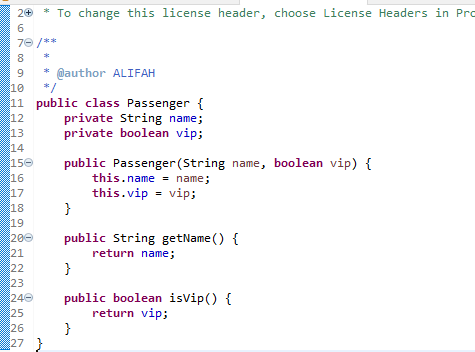 2 * To change this license header, choose License Headers in Pro
6
7 /**
8 *
9 * @author ALIFAH
10 */
11 public class Passenger {
12 private String name;
13 private boolean vip;
14
15 public Passenger(String name, boolean vip) {
16 this.name = name;
17 this.vip = vip;
18 }
19
20 public String getName() {
21 return name;
22 }
23
24 public boolean isVip() {
25 return vip;
26 }
27 }